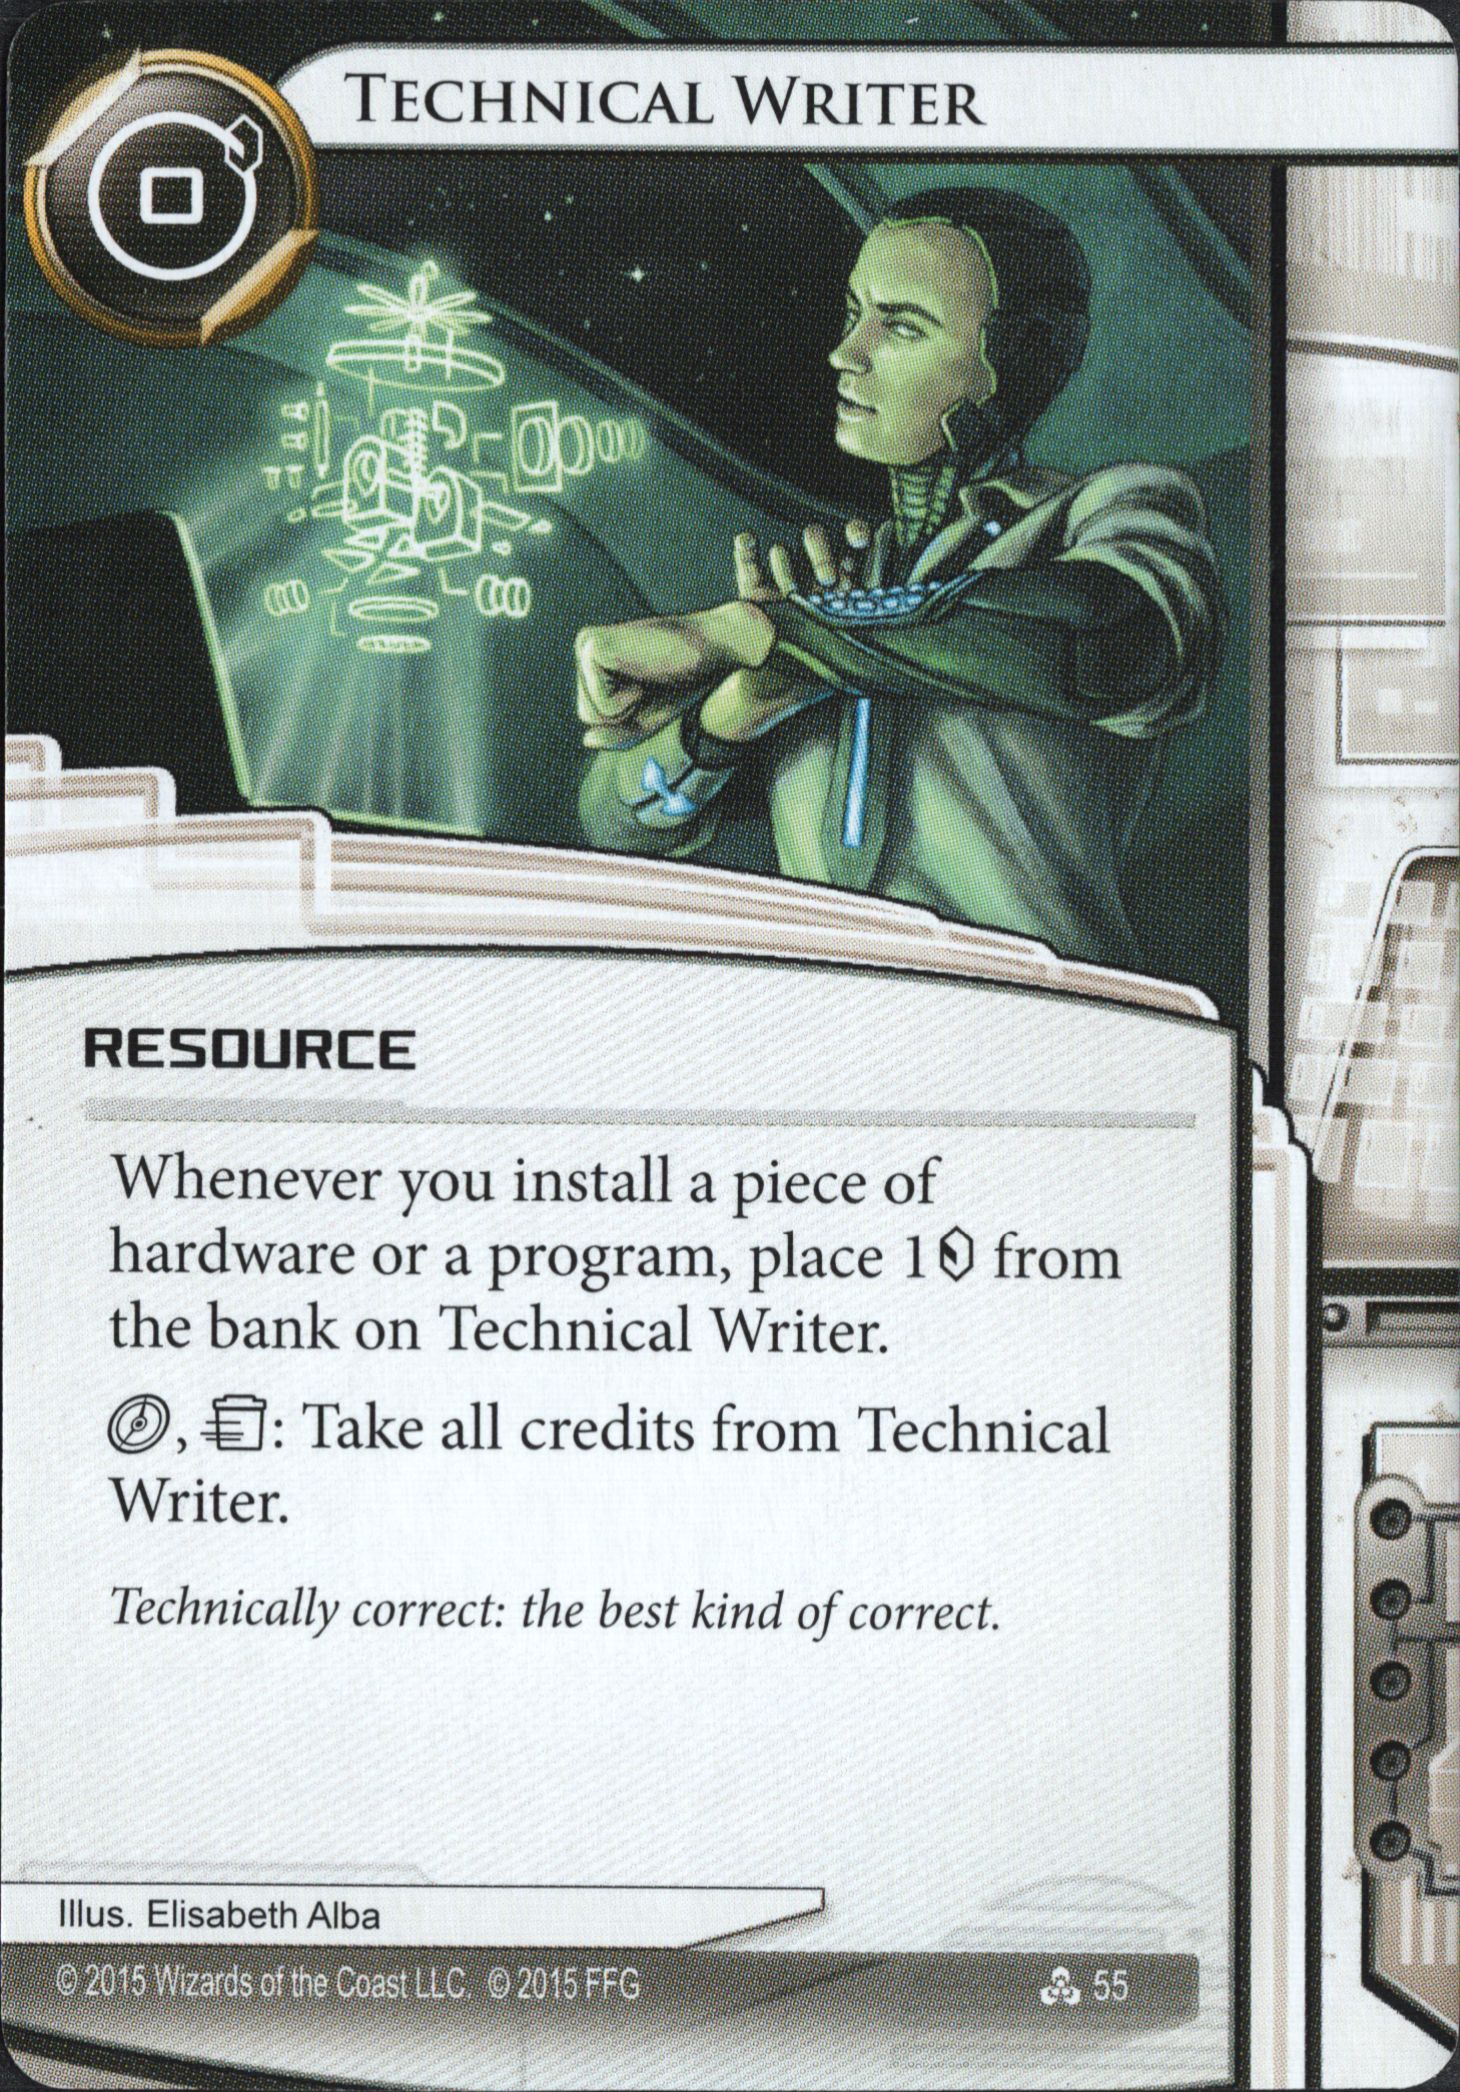 0
TECHNICAL WRITER
RESOURCE
Whenever you install a piece of
hardware or a program, place 1 from
the bank on Technical Writer.
, : Take all credits from Technical
Writer.
Technically correct: the best kind of correct.
Illus. Elisabeth Alba
© 2015 Wizards of the Coast LLC. © 2015 FFG
55